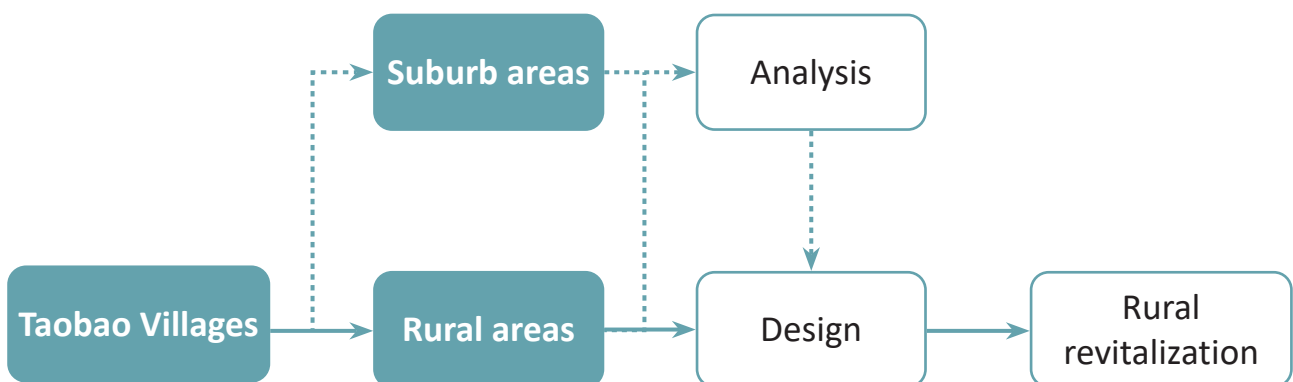 Suburb areas
Analysis
Taobao Villages
Rural areas
Design
Rural
revitalization